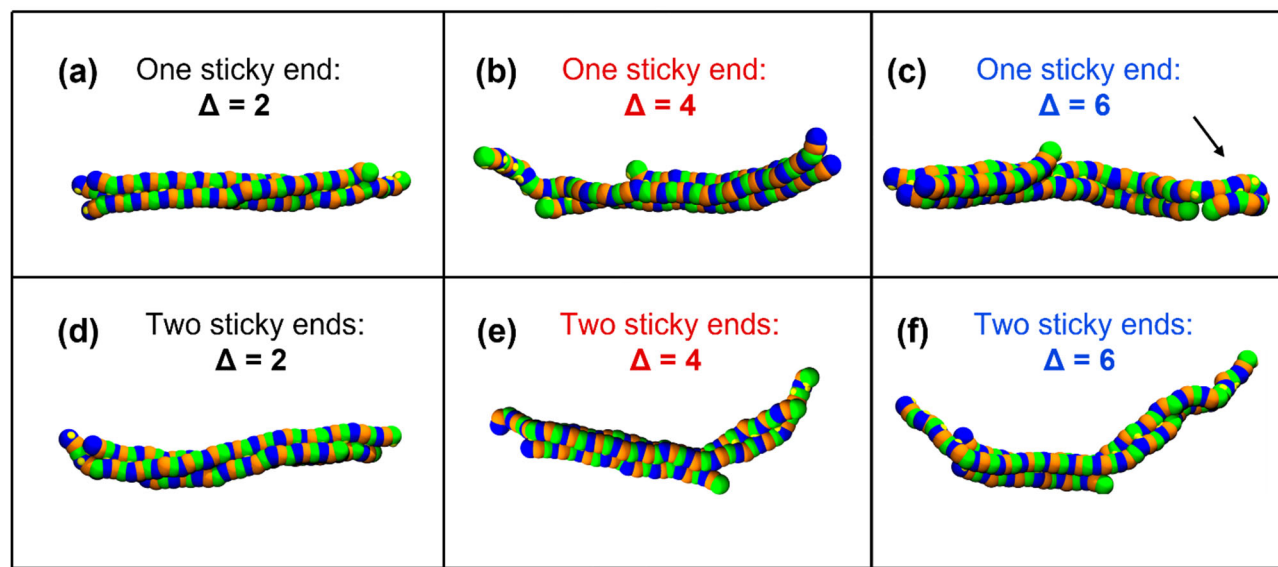 (a) One sticky end:
Δ = 2
(b) One sticky end:
Δ = 4
(c) One sticky end:
Δ = 6
(d) Two sticky ends:
Δ = 2
(e) Two sticky ends:
Δ = 4
(f) Two sticky ends:
Δ = 6